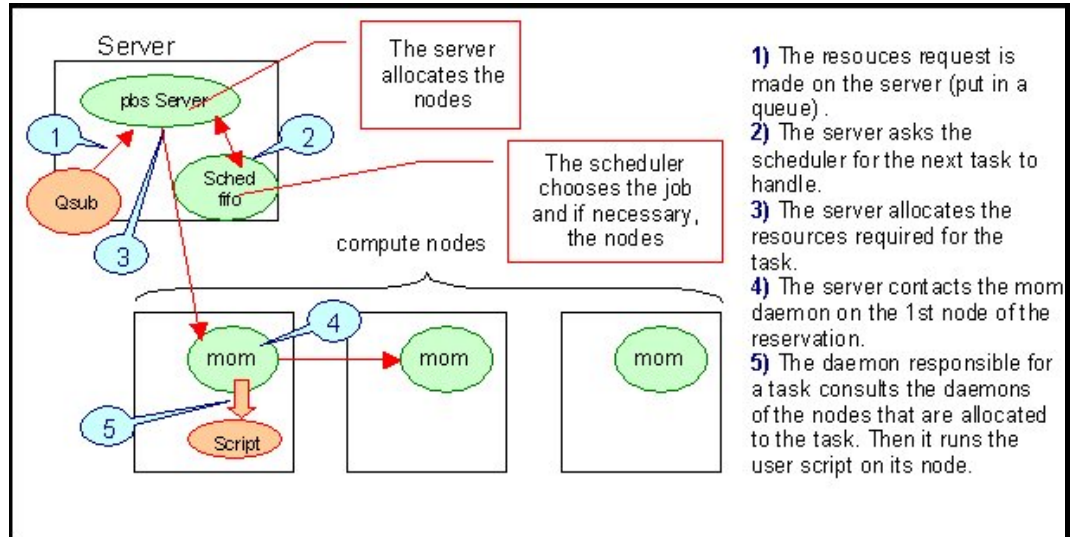 Server
pbs Server
1
2
Qsub
Sched
fifo
3
The server
allocates the
nodes
The scheduler
chooses the job
and if necessary,
the nodes
compute nodes
mom
4
mom
mom
5
Script
1) The resouces request is
made on the server (put in a
queue) .
2) The server asks the
scheduler for the next task to
handle.
3) The server allocates the
resources required for the
task.
4) The server contacts the mom
daemon on the 1st node of the
reservation.
5) The daemon responsible for
a task consults the daemons
of the nodes that are allocated
to the task. Then it runs the
user script on its node.